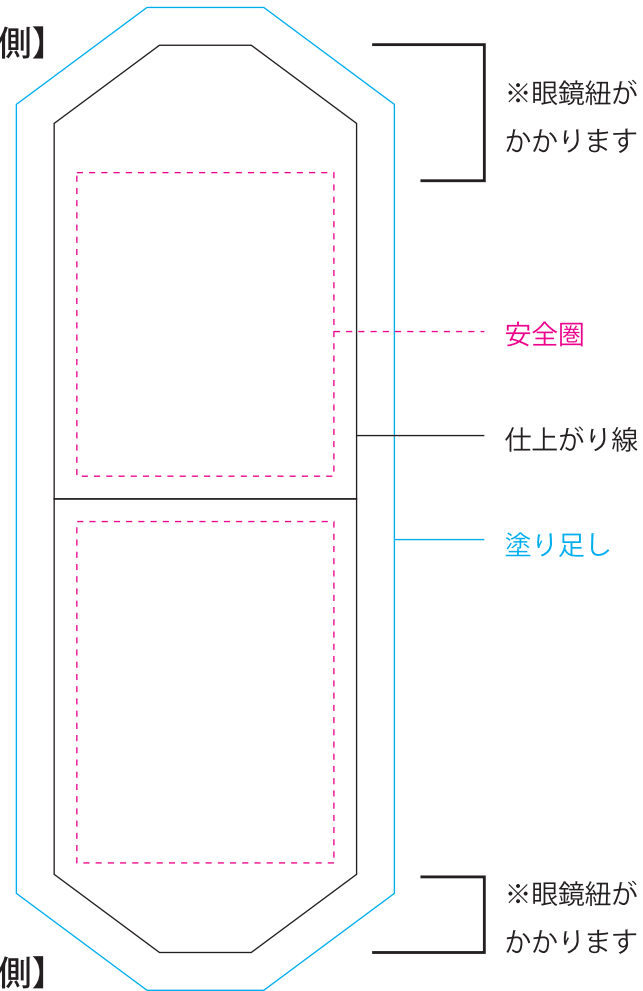 側】
※眼鏡紐が
かかります
安全圏
仕上がり線
塗り足し
※眼鏡紐が
かかります
側】